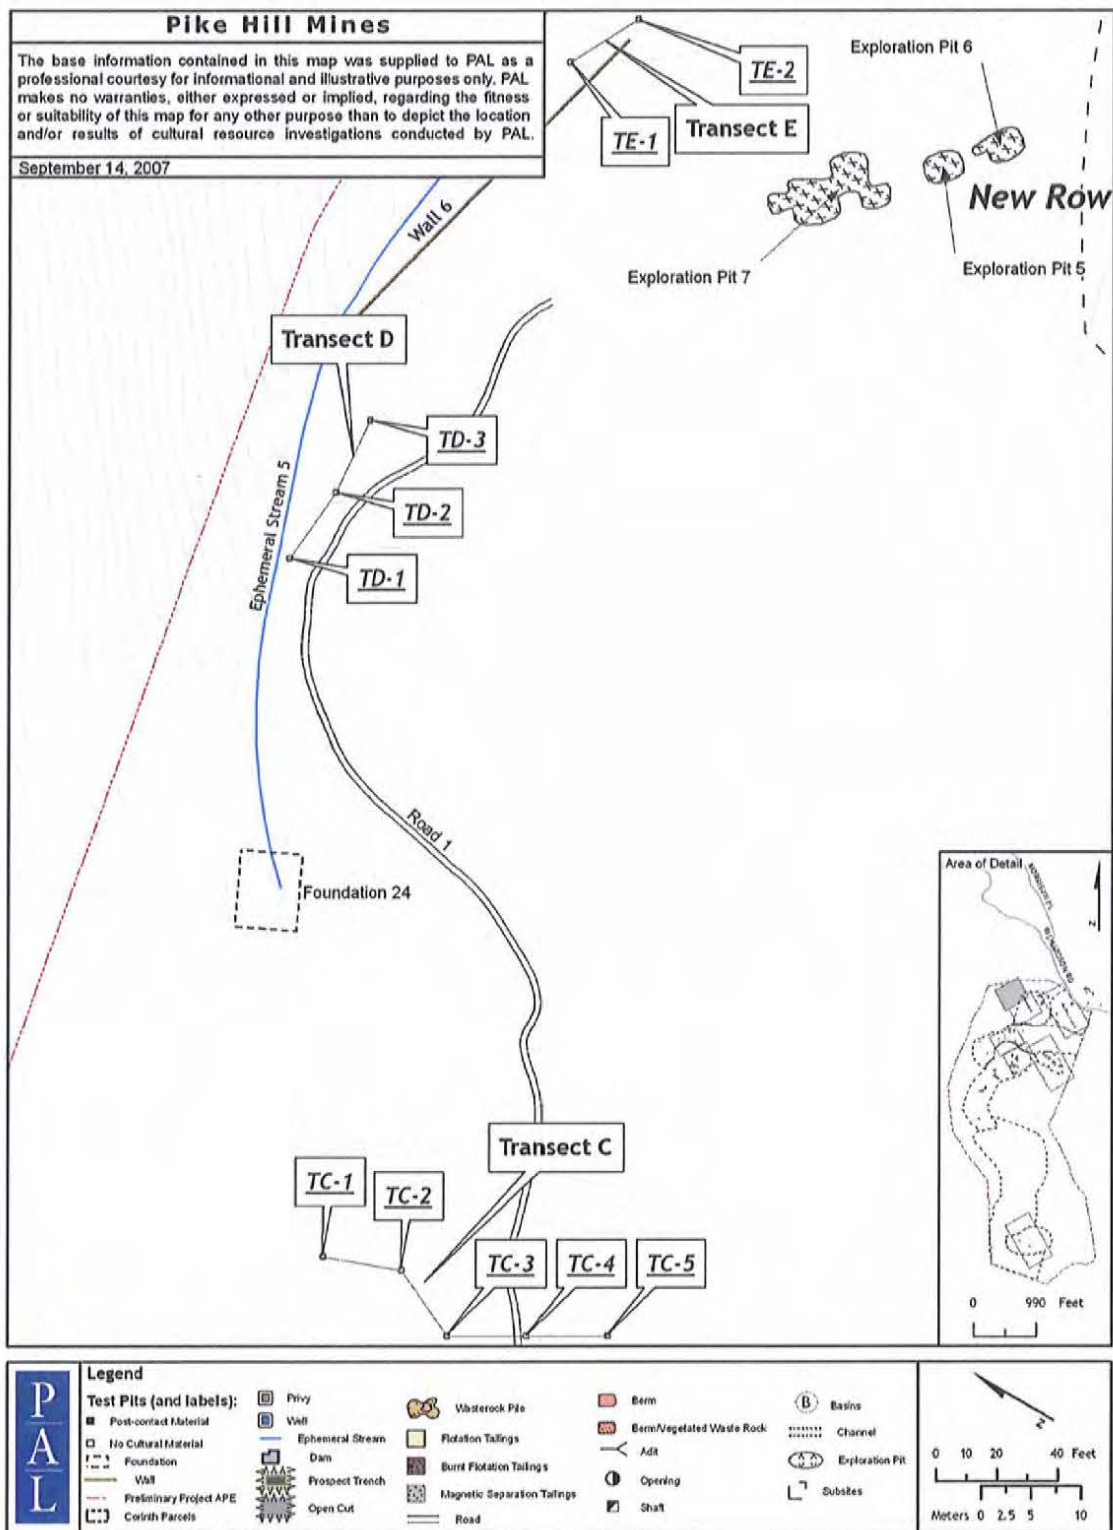 Pike Hill Mines
The base information contained in this map was supplied to PAL as a
professional courtesy for informational and illustrative purposes only. PAL
makes no warranties, either expressed or implied, regarding the fitness
or suitability of this map for any other purpose than to depict the location
and/or results of cultural resource investigations conducted by PAL.
September 14, 2007
TE-2
TE-1
Transect E
Exploration Pit 6
New Row
Exploration Pit 7
Exploration Pit 5
Wall 6
Transect D
TD-3
TD-2
TD-1
Ephemeral Stream 5
Road 1
Foundation 24
Transect C
TC-1
TC-2
TC-3
TC-4
TC-5
Area of Detail
N
0 990 Feet
PAL
Legend
Test Pits (and labels):
Post-contact Material
No Cultural Material
Foundation
Wall
Preliminary Project APE
Corinth Parcels
Privy
Well
Ephemeral Stream
Dam
Prospect Trench
Open Cut
Wasterock Pile
Flotation Tailings
Burnt Flotation Tailings
Magnetic Separation Tailings
Road
Berm
Berm/Vegetated Waste Rock
Adit
Opening
Shaft
B Basins
Channel
Exploration Pit
Subsites
N
0 10 20 40 Feet
Meters 0 2.5 5 10